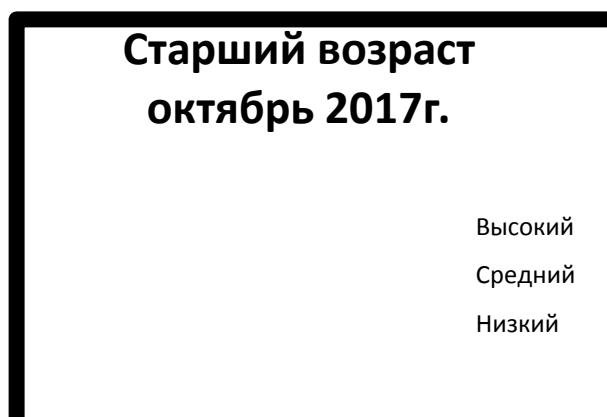 Старший возраст
октябрь 2017г.
Высокий
Средний
Низкий